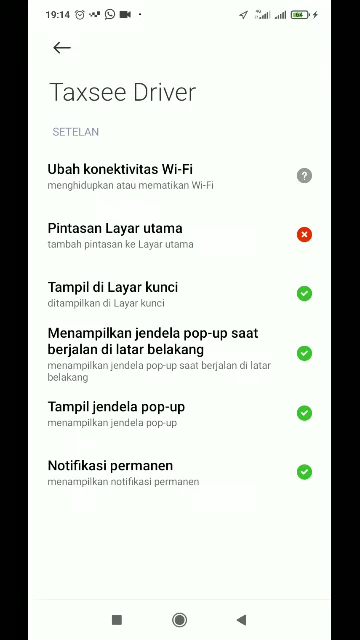 19:14
Taxsee Driver
SETELAN
Ubah konektivitas Wi-Fi
menghidupkan atau mematikan Wi-Fi
Pintasan Layar utama
tambah pintasan ke Layar utama
Tampil di Layar kunci
ditampilkan di Layar kunci
Menampilkan jendela pop-up saat
berjalan di latar belakang
menampilkan jendela pop-up saat berjalan di latar
belakang
Tampil jendela pop-up
menampilkan jendela pop-up
Notifikasi permanen
menampilkan notifikasi permanen